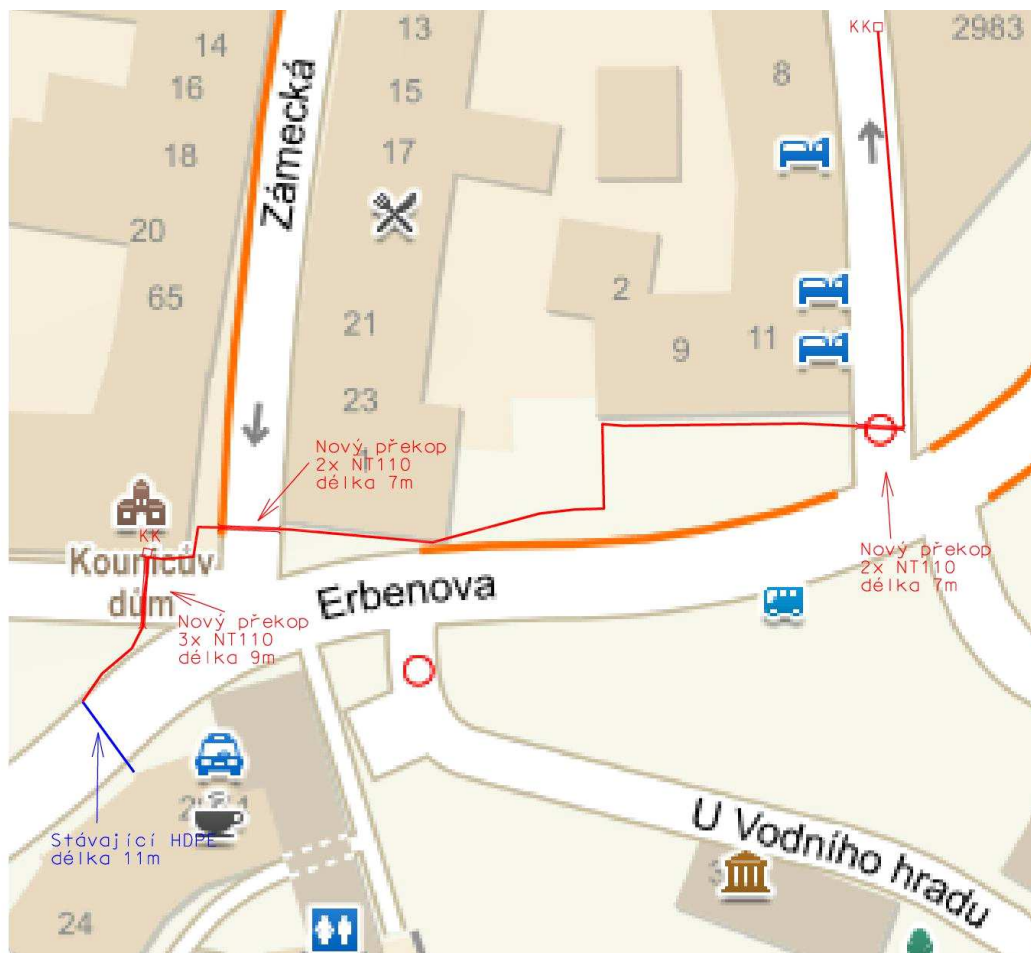 KK
2983
13
14
8
15
16
Zámecká
17
18
20
2
65
21
11
9
23
Nový překop
2x NT110
délka 7m
1
KK
Nový překop
2x NT110
délka 7m
Kounicův
dům
Erbenova
Nový překop
3x NT110
délka 9m
Stávající HDPE
délka 11m
U Vodního hradu
24